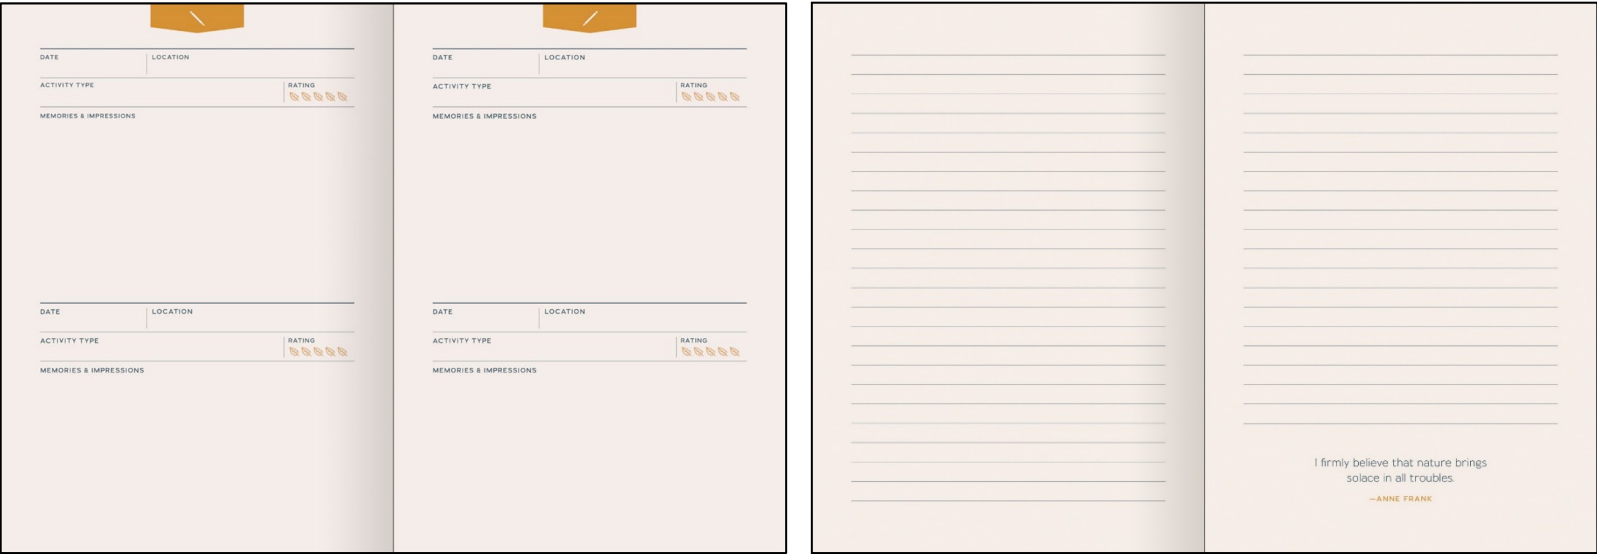 DATE LOCATION
ACTIVITY TYPE RATING
MEMORIES & IMPRESSIONS
DATE LOCATION
ACTIVITY TYPE RATING
MEMORIES & IMPRESSIONS
DATE LOCATION
ACTIVITY TYPE RATING
MEMORIES & IMPRESSIONS
DATE LOCATION
ACTIVITY TYPE RATING
MEMORIES & IMPRESSIONS
I firmly believe that nature brings
solace in all troubles.
—ANNE FRANK